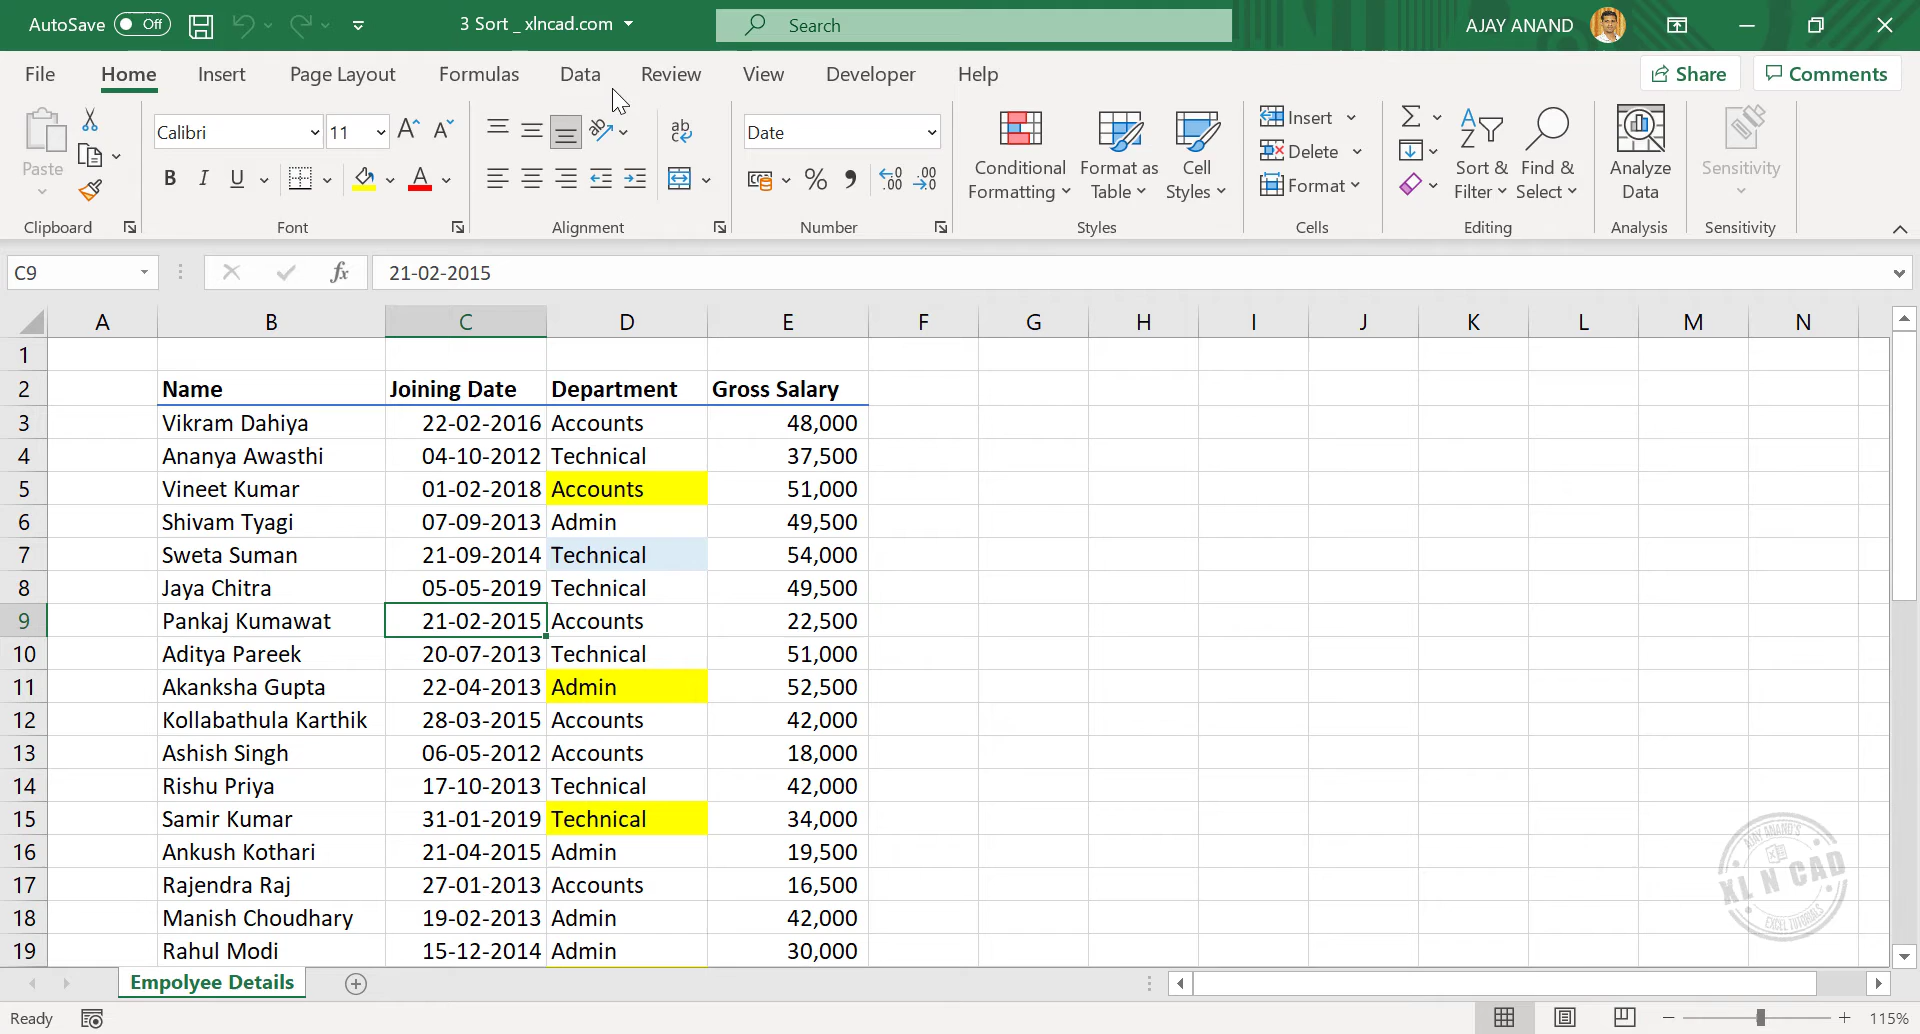 AutoSave Off 3 Sort _ xlncad.com Search AJAY ANAND
File Home Insert Page Layout Formulas Data Review View Developer Help Share Comments
Paste
Clipboard
Calibri 11
B I U A
Font
ab
Alignment
Date
% .00 .00
Number
Conditional Formatting
Format as Table
Cell Styles
Styles
Insert
Delete
Format
Cells
Sort & Filter
Find & Select
Editing
Analyze Data
Analysis
Sensitivity
Sensitivity
C9 fx 21-02-2015
A B C D E F G H I J K L M N
1
2 Name Joining Date Department Gross Salary
3 Vikram Dahiya 22-02-2016 Accounts 48,000
4 Ananya Awasthi 04-10-2012 Technical 37,500
5 Vineet Kumar 01-02-2018 Accounts 51,000
6 Shivam Tyagi 07-09-2013 Admin 49,500
7 Sweta Suman 21-09-2014 Technical 54,000
8 Jaya Chitra 05-05-2019 Technical 49,500
9 Pankaj Kumawat 21-02-2015 Accounts 22,500
10 Aditya Pareek 20-07-2013 Technical 51,000
11 Akanksha Gupta 22-04-2013 Admin 52,500
12 Kollabathula Karthik 28-03-2015 Accounts 42,000
13 Ashish Singh 06-05-2012 Accounts 18,000
14 Rishu Priya 17-10-2013 Technical 42,000
15 Samir Kumar 31-01-2019 Technical 34,000
16 Ankush Kothari 21-04-2015 Admin 19,500
17 Rajendra Raj 27-01-2013 Accounts 16,500
18 Manish Choudhary 19-02-2013 Admin 42,000
19 Rahul Modi 15-12-2014 Admin 30,000
AJAY ANAND'S
XL N CAD
EXCEL TUTORIALS
Empolyee Details
Ready 115%